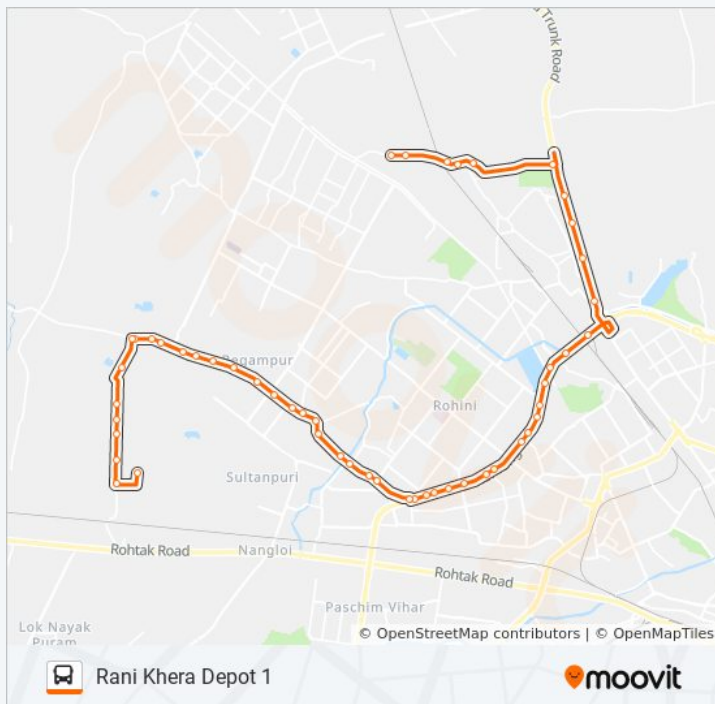 Trunk Road
Begampur
Rohini
Sultanpuri
Rohtak Road
Nangloi
Rohtak Road
Paschim Vihar
Lok Nayak
Puram
© OpenStreetMap contributors | © OpenMapTiles
Rani Khera Depot 1
moovit